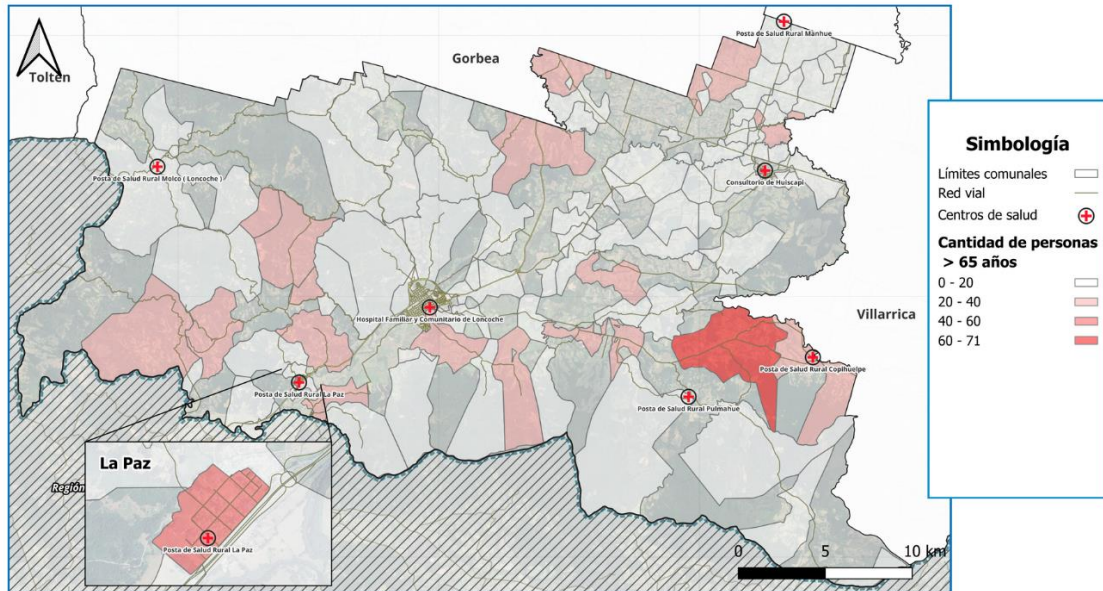 Posta de Salud Rural Mañhue
Gorbea
Toltén
Posta de Salud Rural Molco ( Loncoche )
Consultorio de Huiscapi
Hospital Familiar y Comunitario de Loncoche
Villarrica
Posta de Salud Rural Copihuelpe
Posta de Salud Rural La Paz
Posta de Salud Rural Pulmahue
La Paz
Región
Posta de Salud Rural La Paz
0 5 10 km
Simbología
Límites comunales
Red vial
Centros de salud
Cantidad de personas
> 65 años
0 - 20
20 - 40
40 - 60
60 - 71